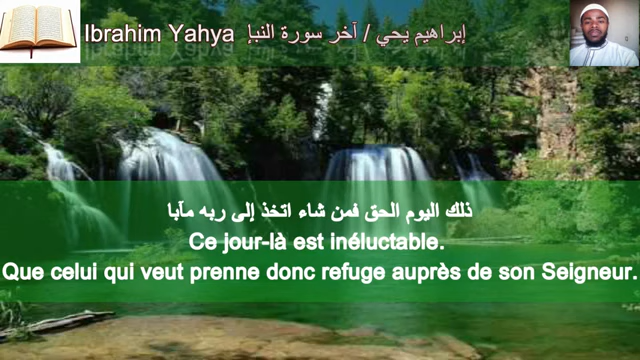 Ibrahim Yahya إبراهيم يحي / آخر سورة النبإ
ذلك اليوم الحق فمن شاء اتخذ إلى ربه مآبا
Ce jour-là est inéluctable.
Que celui qui veut prenne donc refuge auprès de son Seigneur.